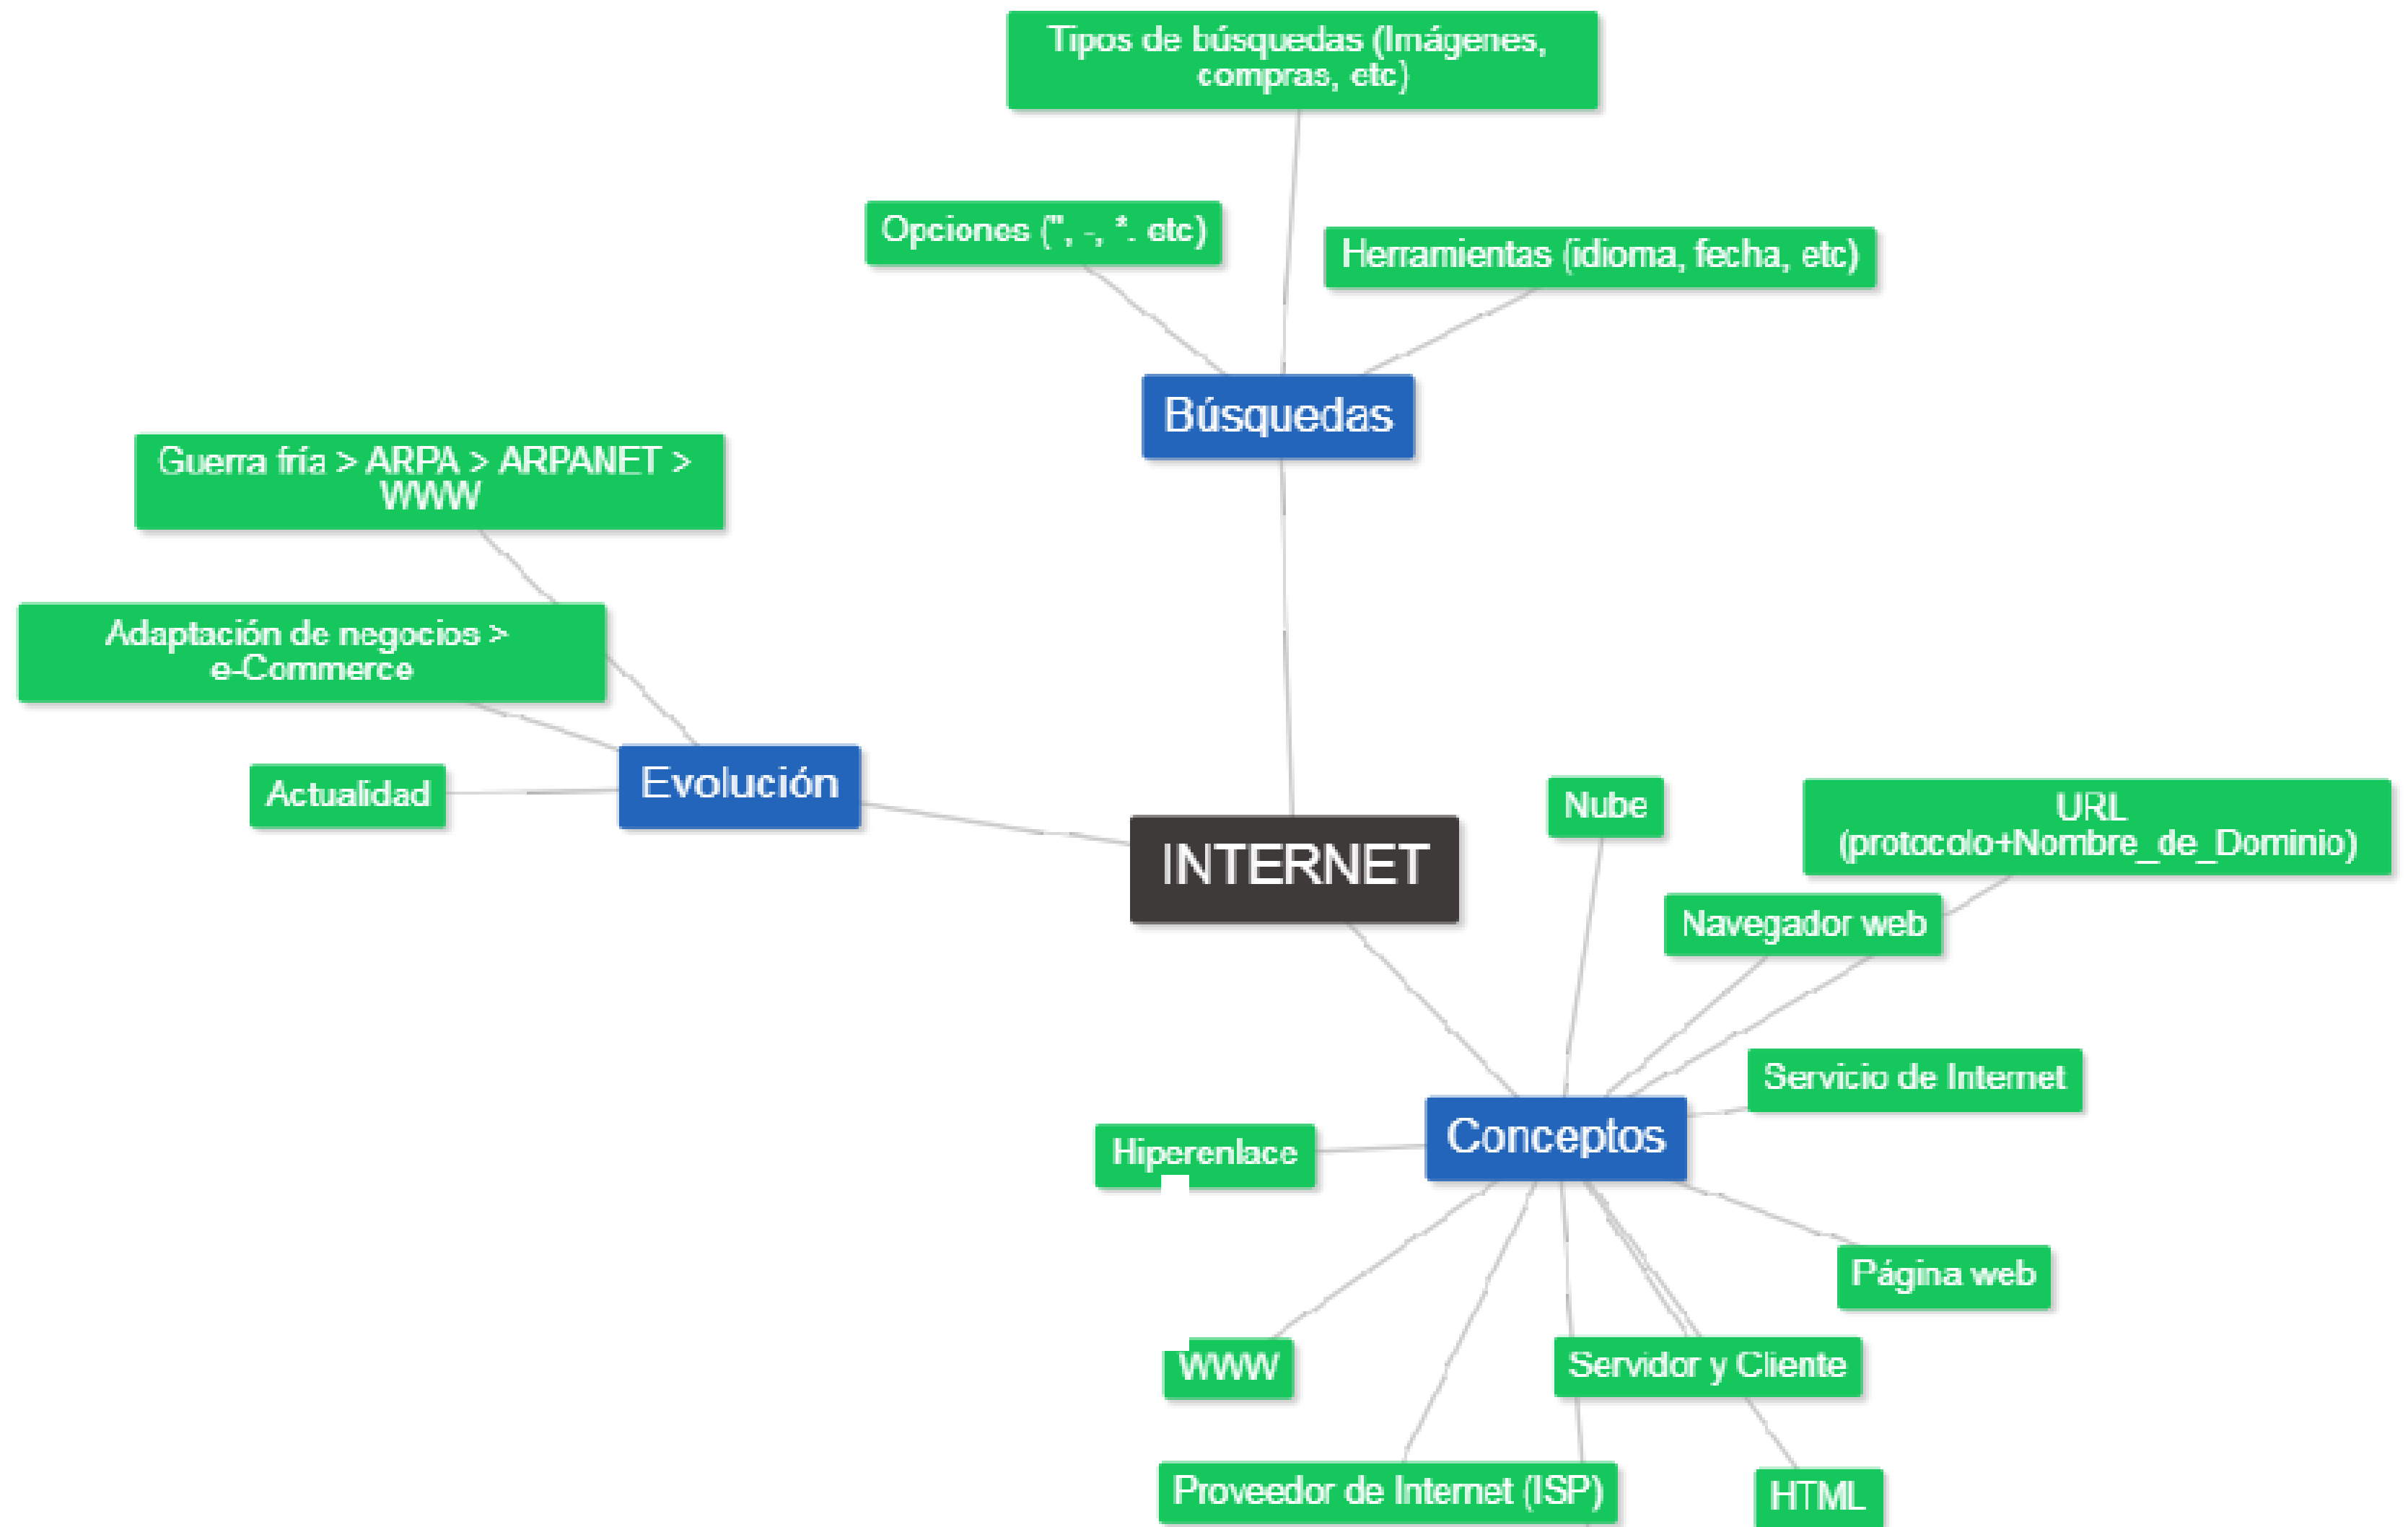 Tipos de búsquedas (Imágenes,
compras, etc)
Opciones (", -, *. etc)
Herramientas (idioma, fecha, etc)
Búsquedas
Guerra fría > ARPA > ARPANET >
WWW
Adaptación de negocios >
e-Commerce
Actualidad
Evolución
INTERNET
Nube
URL
(protocolo+Nombre_de_Dominio)
Navegador web
Servicio de Internet
Conceptos
Hiperenlace
Página web
WWW
Servidor y Cliente
Proveedor de Internet (ISP)
HTML